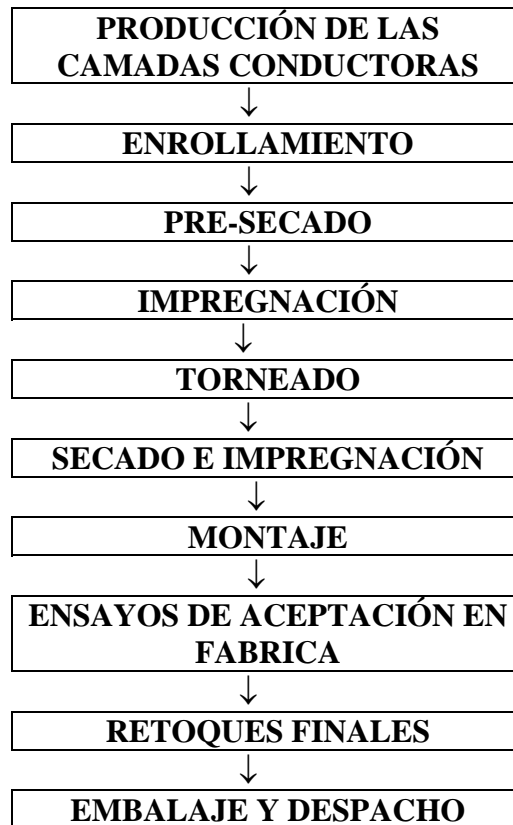 PRODUCCIÓN DE LAS
CAMADAS CONDUCTORAS
↓
ENROLLAMIENTO
↓
PRE-SECADO
↓
IMPREGNACIÓN
↓
TORNEADO
↓
SECADO E IMPREGNACIÓN
↓
MONTAJE
↓
ENSAYOS DE ACEPTACIÓN EN
FABRICA
↓
RETOQUES FINALES
↓
EMBALAJE Y DESPACHO